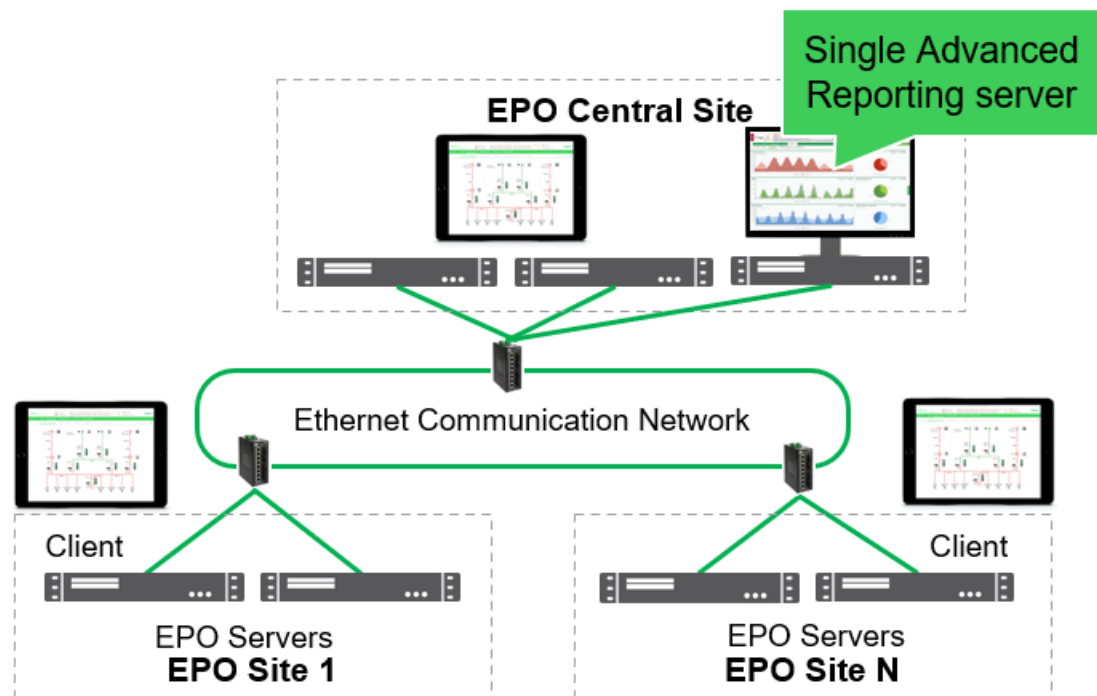 Single Advanced
Reporting server
EPO Central Site
Ethernet Communication Network
Client
EPO Servers
EPO Site 1
Client
EPO Servers
EPO Site N